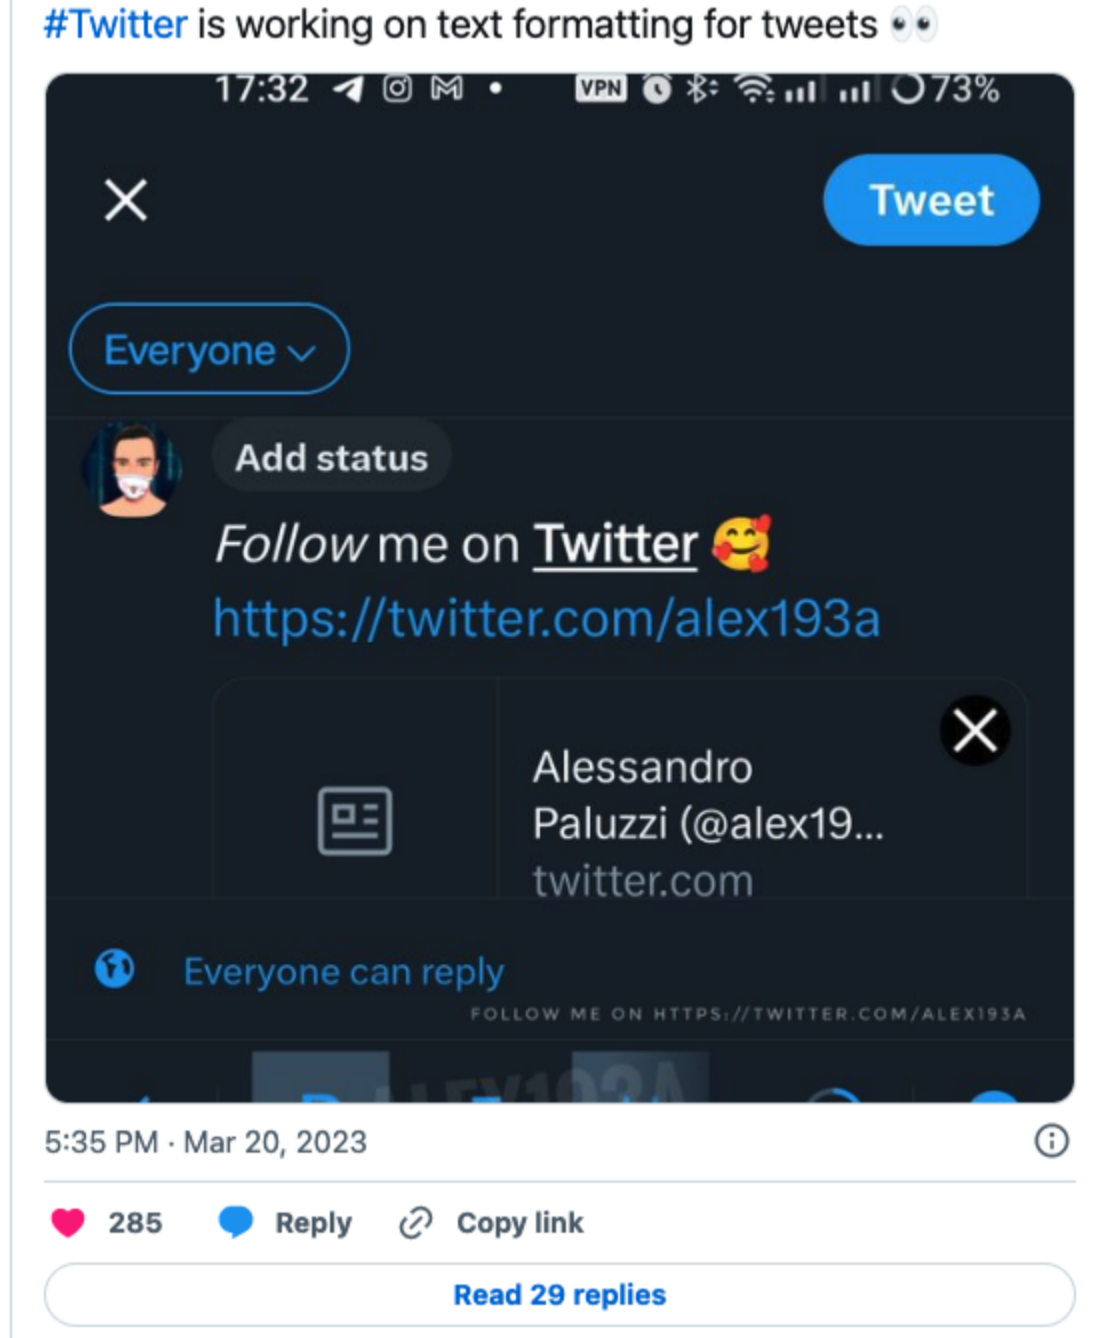 #Twitter is working on text formatting for tweets 👀
17:32 VPN 73%
Tweet
Everyone
Add status
Follow me on Twitter 🥰
https://twitter.com/alex193a
Alessandro
Paluzzi (@alex19...
twitter.com
Everyone can reply
FOLLOW ME ON HTTPS://TWITTER.COM/ALEX193A
ALEX193A
5:35 PM · Mar 20, 2023
285 Reply Copy link
Read 29 replies